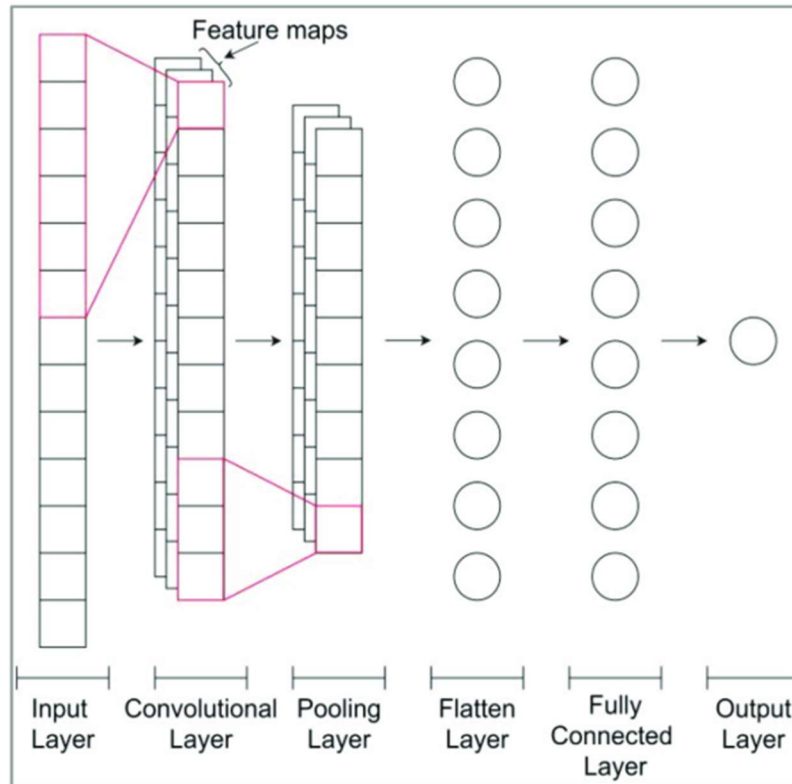 Feature maps
Input
Layer
Convolutional
Layer
Pooling
Layer
Flatten
Layer
Fully
Connected
Layer
Output
Layer